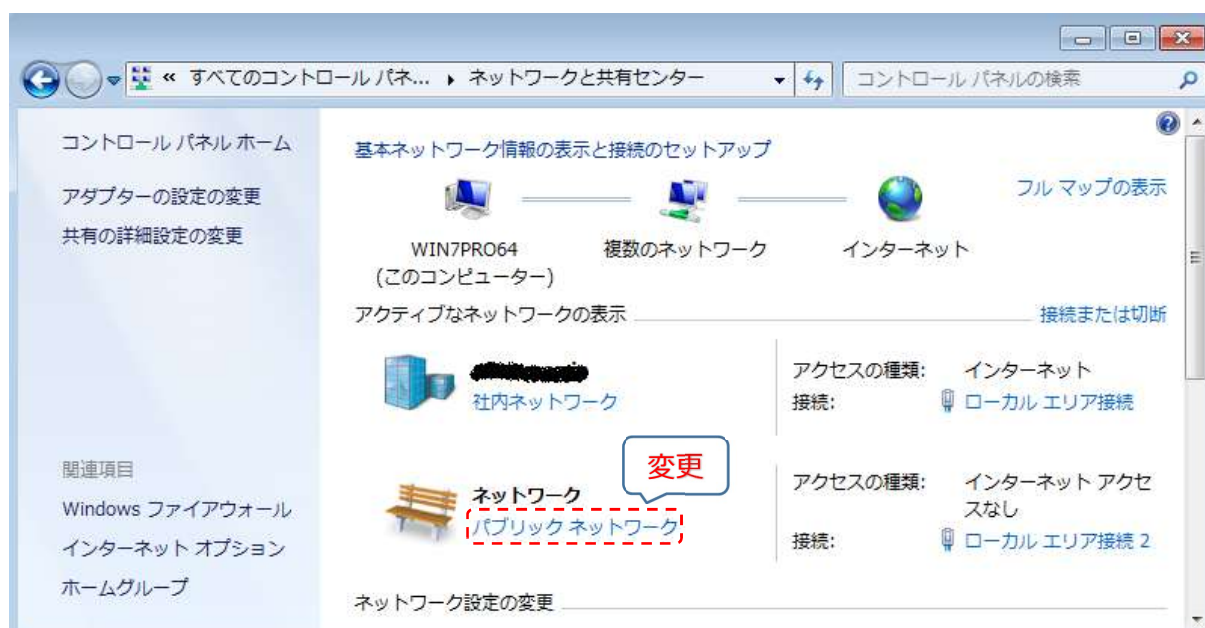 « すべてのコントロール パネ... ▸ ネットワークと共有センター
コントロール パネルの検索
コントロール パネル ホーム
アダプターの設定の変更
共有の詳細設定の変更
関連項目
Windows ファイアウォール
インターネット オプション
ホームグループ
基本ネットワーク情報の表示と接続のセットアップ
フル マップの表示
WIN7PRO64
(このコンピューター)
複数のネットワーク
インターネット
アクティブなネットワークの表示
接続または切断
社内ネットワーク
アクセスの種類: インターネット
接続: ローカル エリア接続
変更
ネットワーク
パブリック ネットワーク
アクセスの種類: インターネット アクセ
スなし
接続: ローカル エリア接続 2
ネットワーク設定の変更